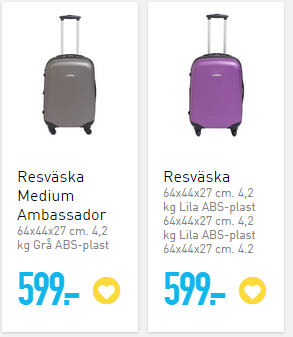 Resväska
Medium
Ambassador
64x44x27 cm. 4,2
kg Grå ABS-plast
599.-
Resväska
64x44x27 cm. 4,2
kg Lila ABS-plast
64x44x27 cm. 4,2
kg Lila ABS-plast
64x44x27 cm. 4.2
599.-